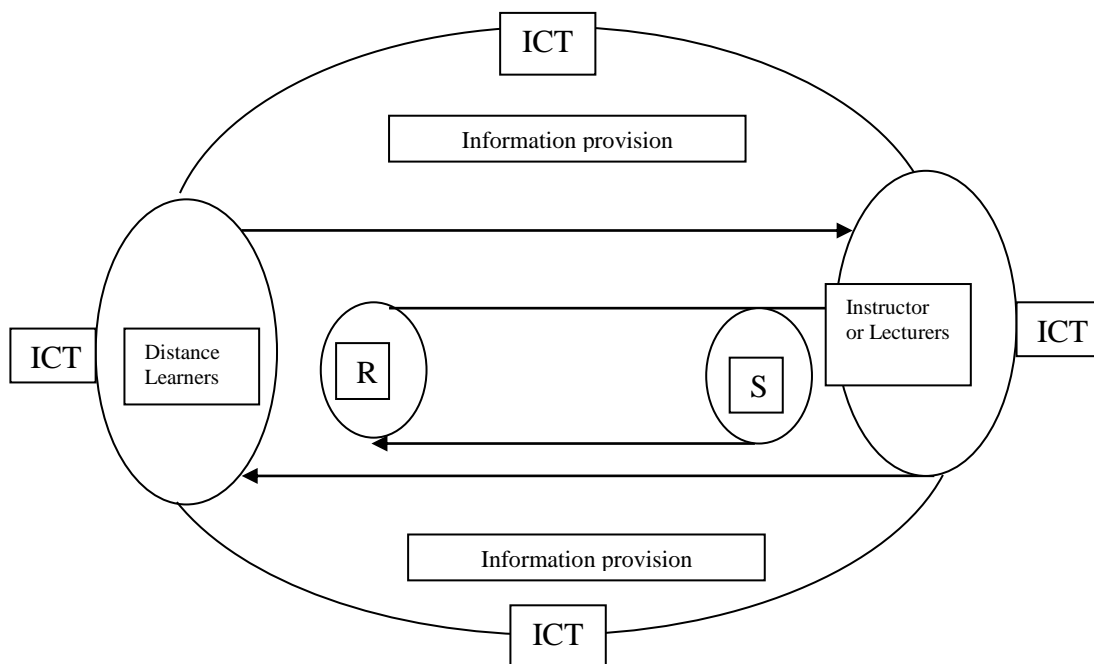 ICT
Information provision
Instructor
or Lecturers
ICT
ICT
Distance
Learners
R
S
Information provision
ICT